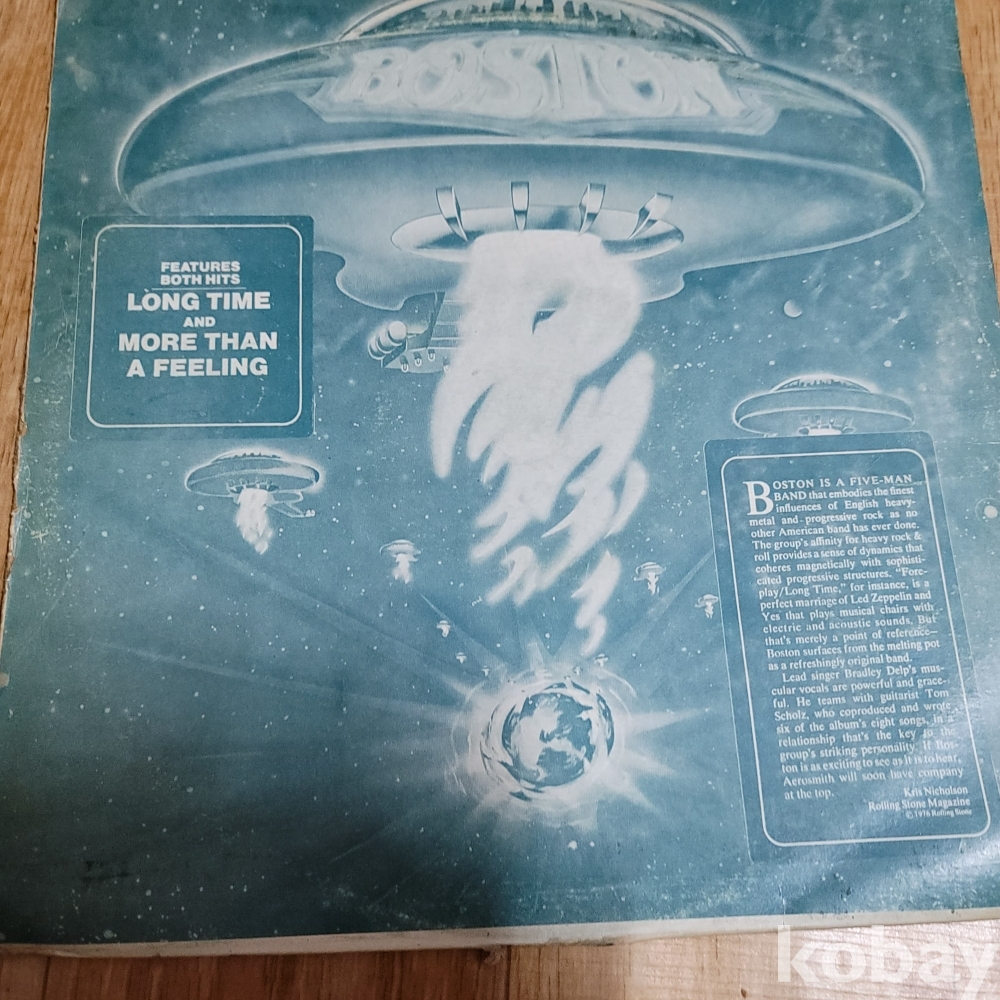 BOSTON
FEATURES
BOTH HITS
LONG TIME
AND
MORE THAN
A FEELING
BOSTON IS A FIVE-MAN
BAND that embodies the finest
influences of English heavy-
metal and progressive rock as no
other American band has ever done.
The group's affinity for heavy rock &
roll provides a sense of dynamics that
coheres magnetically with sophisti-
cated progressive structures. "Fore-
play/Long Time," for instance, is a
perfect marriage of Led Zeppelin and
Yes that plays musical chairs with
electric and acoustic sounds. But
that's merely a point of reference—
Boston surfaces from the melting pot
as a refreshingly original band.
Lead singer Bradley Delp's mus-
cular vocals are powerful and grace-
ful. He teams with guitarist Tom
Scholz, who coproduced and wrote
six of the album's eight songs, in a
relationship that's the key to the
group's striking personality. If Bos-
ton is as exciting to see as it is to hear,
Aerosmith will soon have company
at the top.
Kris Nicholson
Rolling Stone Magazine
© 1976 Rolling Stone
kobay